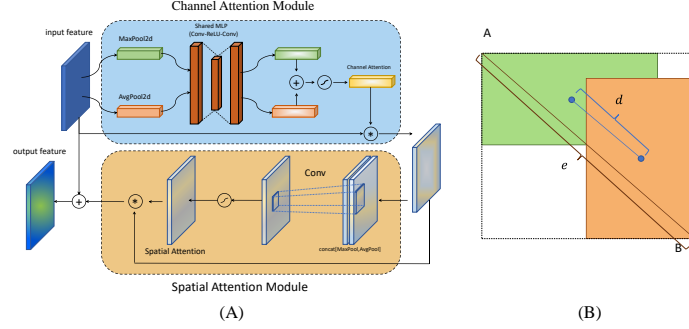 Channel Attention Module
input feature
MaxPool2d
Shared MLP
(Conv-ReLU-Conv)
Channel Attention
AvgPool2d
output feature
Conv
Spatial Attention
concat[MaxPool,AvgPool]
Spatial Attention Module
(A)
A
d
e
B
(B)